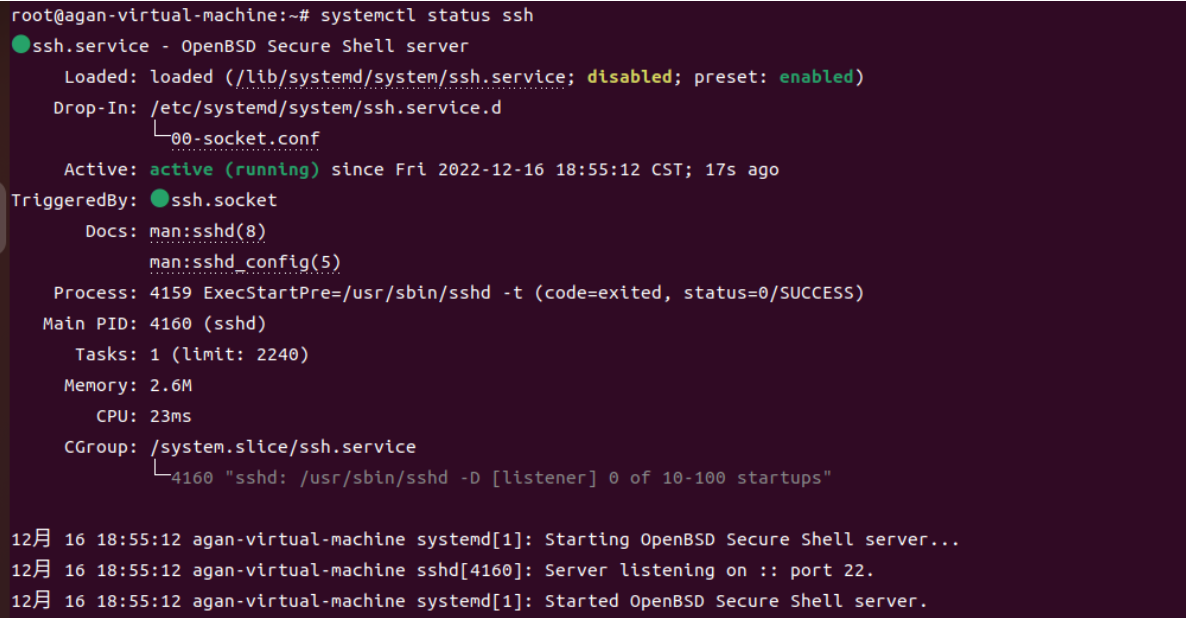 root@agan-virtual-machine:~# systemctl status ssh
●ssh.service - OpenBSD Secure Shell server
Loaded: loaded (/lib/systemd/system/ssh.service; disabled; preset: enabled)
Drop-In: /etc/systemd/system/ssh.service.d
└─00-socket.conf
Active: active (running) since Fri 2022-12-16 18:55:12 CST; 17s ago
TriggeredBy: ●ssh.socket
Docs: man:sshd(8)
man:sshd_config(5)
Process: 4159 ExecStartPre=/usr/sbin/sshd -t (code=exited, status=0/SUCCESS)
Main PID: 4160 (sshd)
Tasks: 1 (limit: 2240)
Memory: 2.6M
CPU: 23ms
CGroup: /system.slice/ssh.service
└─4160 "sshd: /usr/sbin/sshd -D [listener] 0 of 10-100 startups"
12月 16 18:55:12 agan-virtual-machine systemd[1]: Starting OpenBSD Secure Shell server...
12月 16 18:55:12 agan-virtual-machine sshd[4160]: Server listening on :: port 22.
12月 16 18:55:12 agan-virtual-machine systemd[1]: Started OpenBSD Secure Shell server.